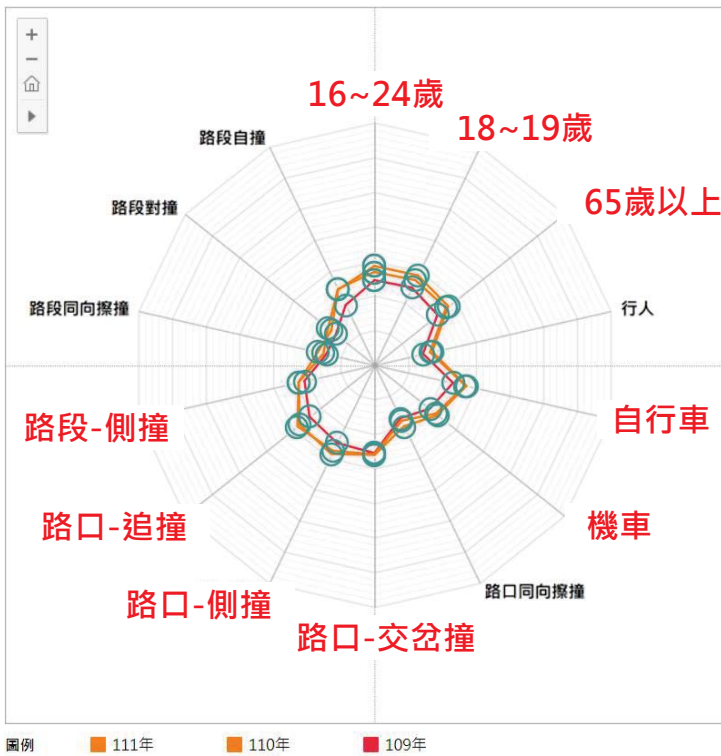 16~24歲
18~19歲
路段自撞
65歲以上
路段對撞
路段同向擦撞
行人
路段-側撞
自行車
路口-追撞
機車
路口同向擦撞
路口-側撞
路口-交岔撞
圖例 111年 110年 109年